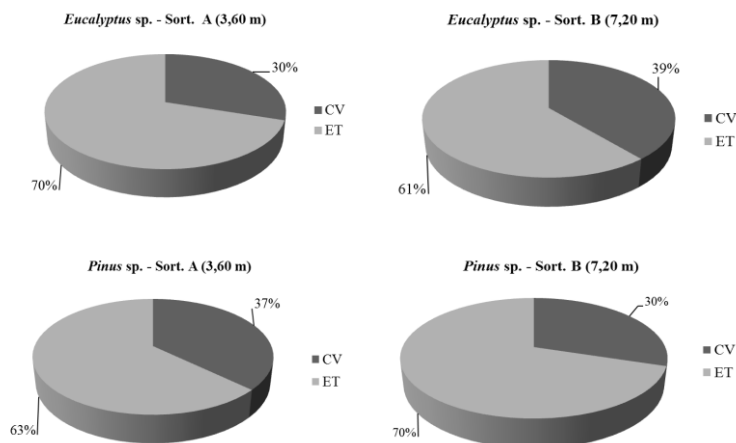 Eucalyptus sp. - Sort. A (3,60 m)
30%
CV
ET
70%
Eucalyptus sp. - Sort. B (7,20 m)
39%
CV
ET
61%
Pinus sp. - Sort. A (3,60 m)
37%
CV
ET
63%
Pinus sp. - Sort. B (7,20 m)
30%
CV
ET
70%